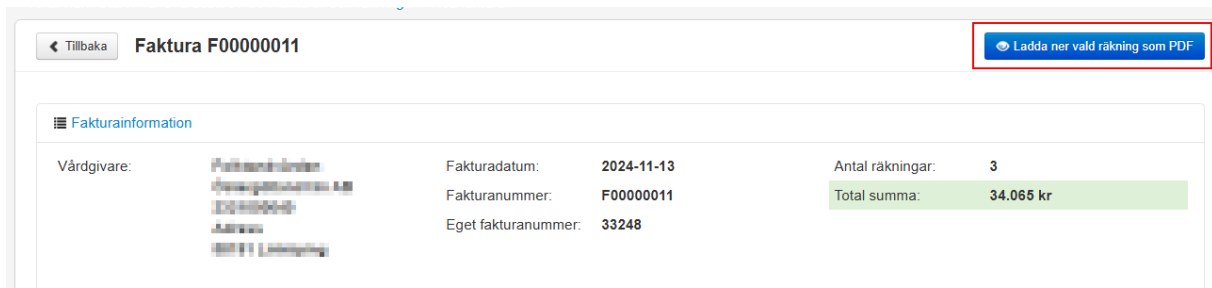 Tillbaka
Faktura F00000011
Ladda ner vald räkning som PDF
Fakturainformation
Vårdgivare:
Fakturadatum: 2024-11-13
Fakturanummer: F00000011
Eget fakturanummer: 33248
Antal räkningar: 3
Total summa: 34.065 kr